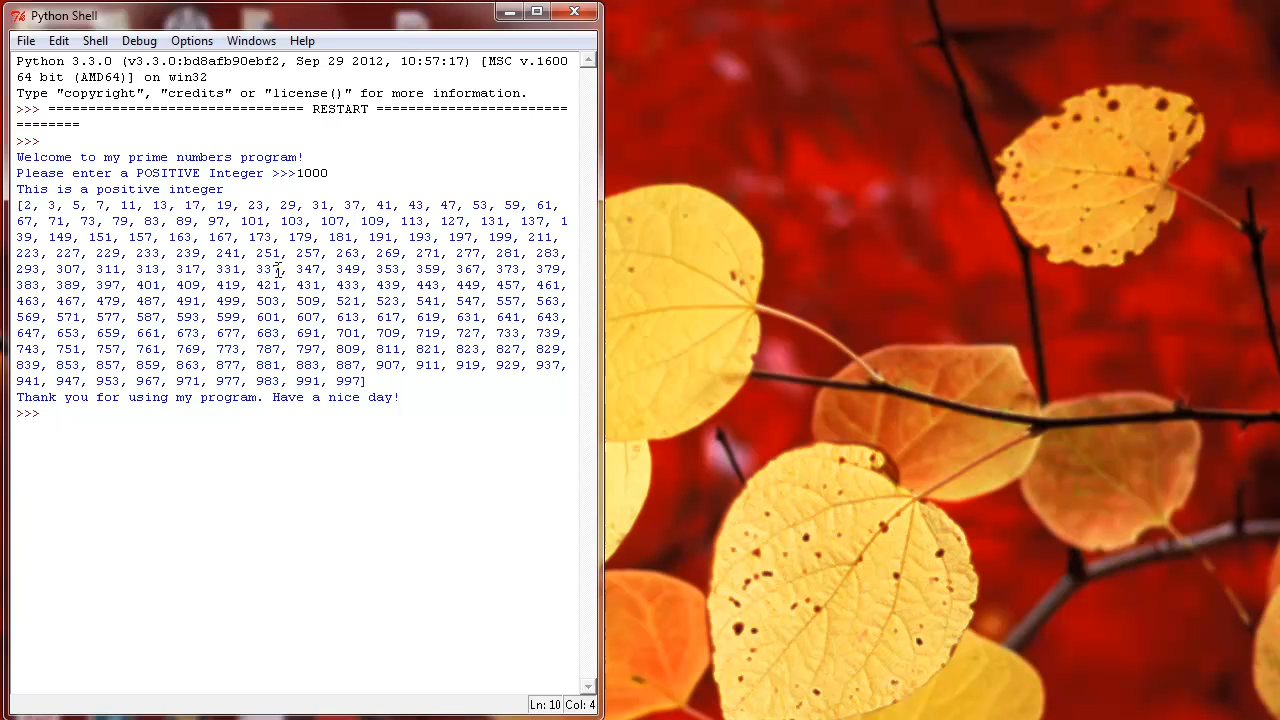 Python Shell
File Edit Shell Debug Options Windows Help
Python 3.3.0 (v3.3.0:bd8afb90ebf2, Sep 29 2012, 10:57:17) [MSC v.1600
64 bit (AMD64)] on win32
Type "copyright", "credits" or "license()" for more information.
>>> ================================ RESTART ========================
========
>>>
Welcome to my prime numbers program!
Please enter a POSITIVE Integer >>>1000
This is a positive integer
[2, 3, 5, 7, 11, 13, 17, 19, 23, 29, 31, 37, 41, 43, 47, 53, 59, 61,
67, 71, 73, 79, 83, 89, 97, 101, 103, 107, 109, 113, 127, 131, 137, 1
39, 149, 151, 157, 163, 167, 173, 179, 181, 191, 193, 197, 199, 211,
223, 227, 229, 233, 239, 241, 251, 257, 263, 269, 271, 277, 281, 283,
293, 307, 311, 313, 317, 331, 337, 347, 349, 353, 359, 367, 373, 379,
383, 389, 397, 401, 409, 419, 421, 431, 433, 439, 443, 449, 457, 461,
463, 467, 479, 487, 491, 499, 503, 509, 521, 523, 541, 547, 557, 563,
569, 571, 577, 587, 593, 599, 601, 607, 613, 617, 619, 631, 641, 643,
647, 653, 659, 661, 673, 677, 683, 691, 701, 709, 719, 727, 733, 739,
743, 751, 757, 761, 769, 773, 787, 797, 809, 811, 821, 823, 827, 829,
839, 853, 857, 859, 863, 877, 881, 883, 887, 907, 911, 919, 929, 937,
941, 947, 953, 967, 971, 977, 983, 991, 997]
Thank you for using my program. Have a nice day!
>>>
Ln: 10 Col: 4